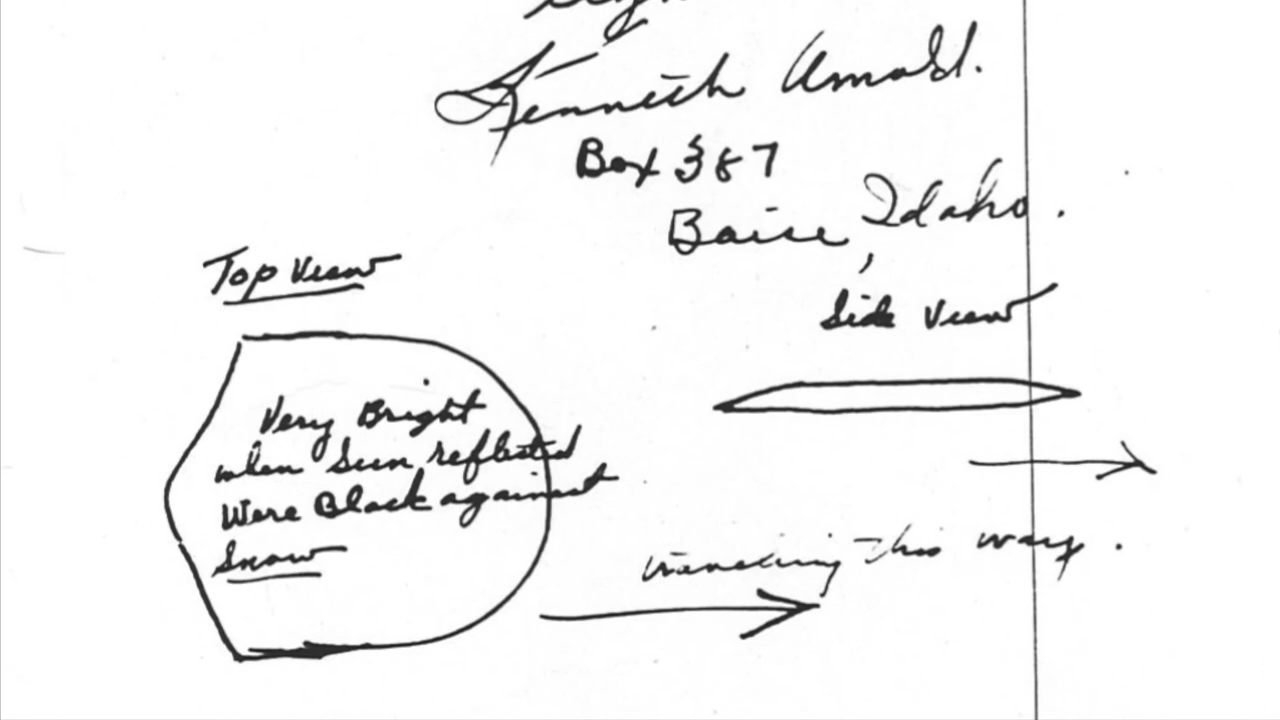 Kenneth Arnold.
Box 387
Boise, Idaho.
Top View
Side View
Very Bright
when Sun reflected
Were Black against
Snow
traveling this way.